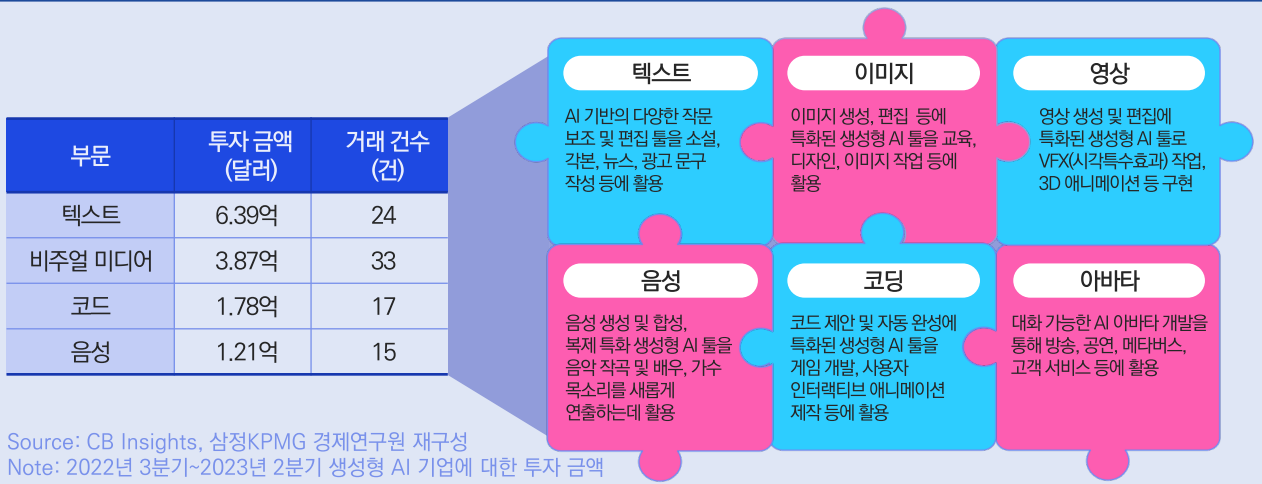 부문 투자 금액 (달러) 거래 건수 (건)
텍스트 6.39억 24
비주얼 미디어 3.87억 33
코드 1.78억 17
음성 1.21억 15
텍스트
AI 기반의 다양한 작문
보조 및 편집 툴을 소설,
각본, 뉴스, 광고 문구
작성 등에 활용
이미지
이미지 생성, 편집 등에
특화된 생성형 AI 툴을 교육,
디자인, 이미지 작업 등에
활용
영상
영상 생성 및 편집에
특화된 생성형 AI 툴로
VFX(시각특수효과) 작업,
3D 애니메이션 등 구현
음성
음성 생성 및 합성,
복제 특화 생성형 AI 툴을
음악 작곡 및 배우, 가수
목소리를 새롭게
연출하는데 활용
코딩
코드 제안 및 자동 완성에
특화된 생성형 AI 툴을
게임 개발, 사용자
인터랙티브 애니메이션
제작 등에 활용
아바타
대화 가능한 AI 아바타 개발을
통해 방송, 공연, 메타버스,
고객 서비스 등에 활용
Source: CB Insights, 삼정KPMG 경제연구원 재구성
Note: 2022년 3분기~2023년 2분기 생성형 AI 기업에 대한 투자 금액